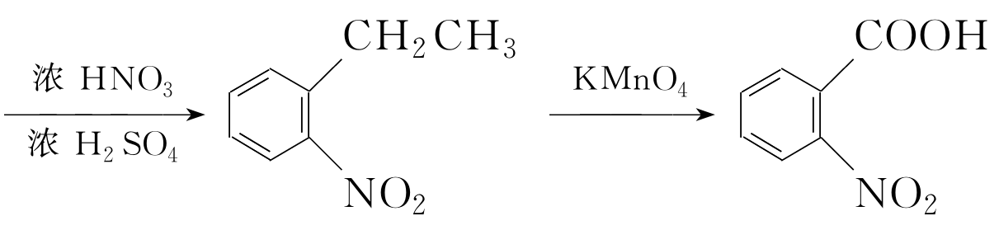 浓 HNO₃
浓 H₂SO₄
CH₂CH₃
NO₂
KMnO₄
COOH
NO₂